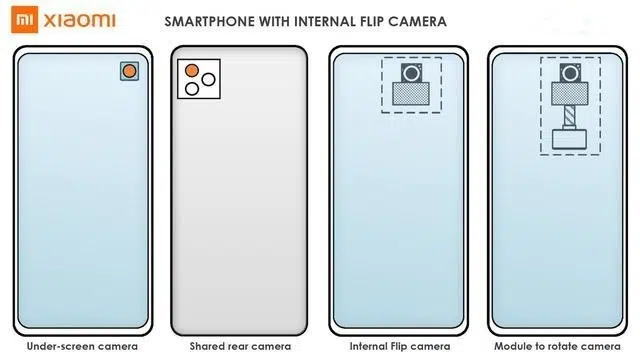 mi xiaomi
SMARTPHONE WITH INTERNAL FLIP CAMERA
Under-screen camera
Shared rear camera
Internal Flip camera
Module to rotate camera